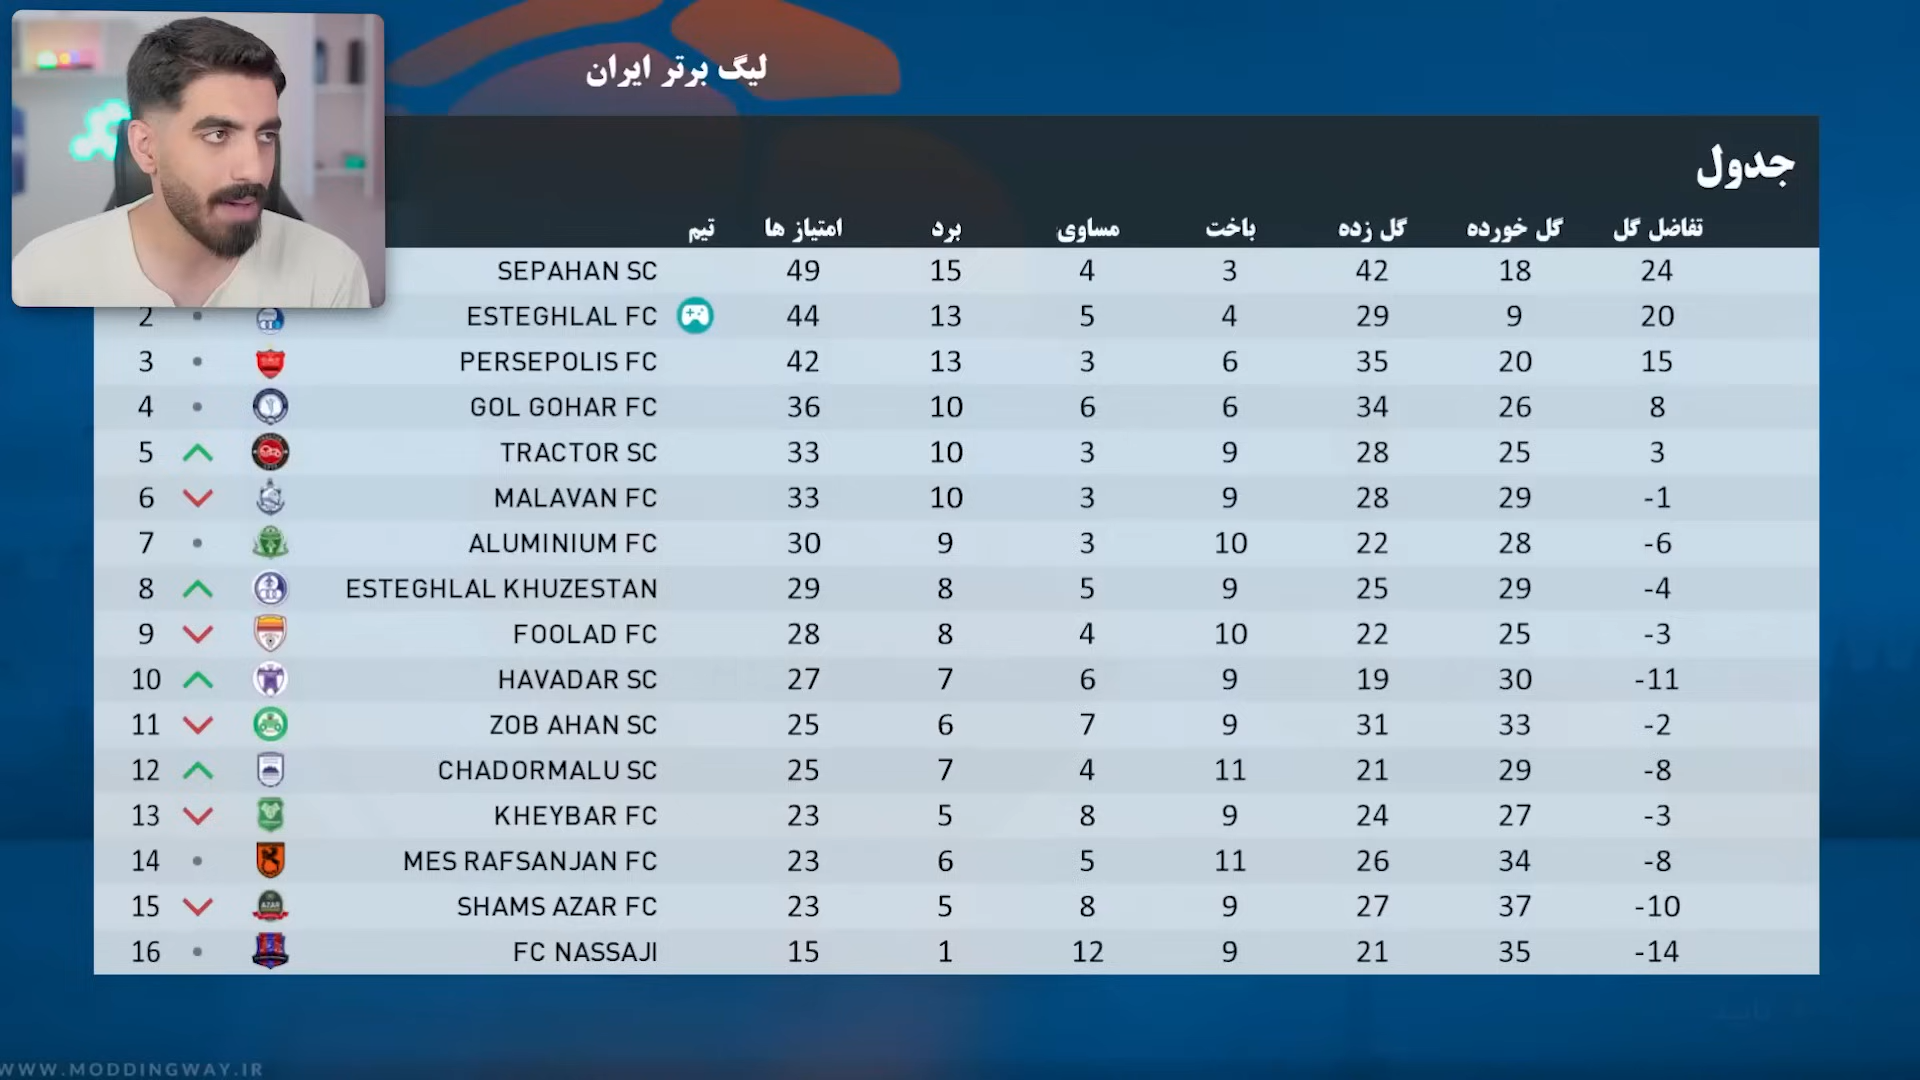 لیگ برتر ایران
جدول
تیم امتیاز ها برد مساوی باخت گل زده گل خورده تفاضل گل
SEPAHAN SC 49 15 4 3 42 18 24
2 ESTEGHLAL FC 44 13 5 4 29 9 20
3 PERSEPOLIS FC 42 13 3 6 35 20 15
4 GOL GOHAR FC 36 10 6 6 34 26 8
5 TRACTOR SC 33 10 3 9 28 25 3
6 MALAVAN FC 33 10 3 9 28 29 -1
7 ALUMINIUM FC 30 9 3 10 22 28 -6
8 ESTEGHLAL KHUZESTAN 29 8 5 9 25 29 -4
9 FOOLAD FC 28 8 4 10 22 25 -3
10 HAVADAR SC 27 7 6 9 19 30 -11
11 ZOB AHAN SC 25 6 7 9 31 33 -2
12 CHADORMALU SC 25 7 4 11 21 29 -8
13 KHEYBAR FC 23 5 8 9 24 27 -3
14 MES RAFSANJAN FC 23 6 5 11 26 34 -8
15 SHAMS AZAR FC 23 5 8 9 27 37 -10
16 FC NASSAJI 15 1 12 9 21 35 -14
WWW.MODDINGWAY.IR